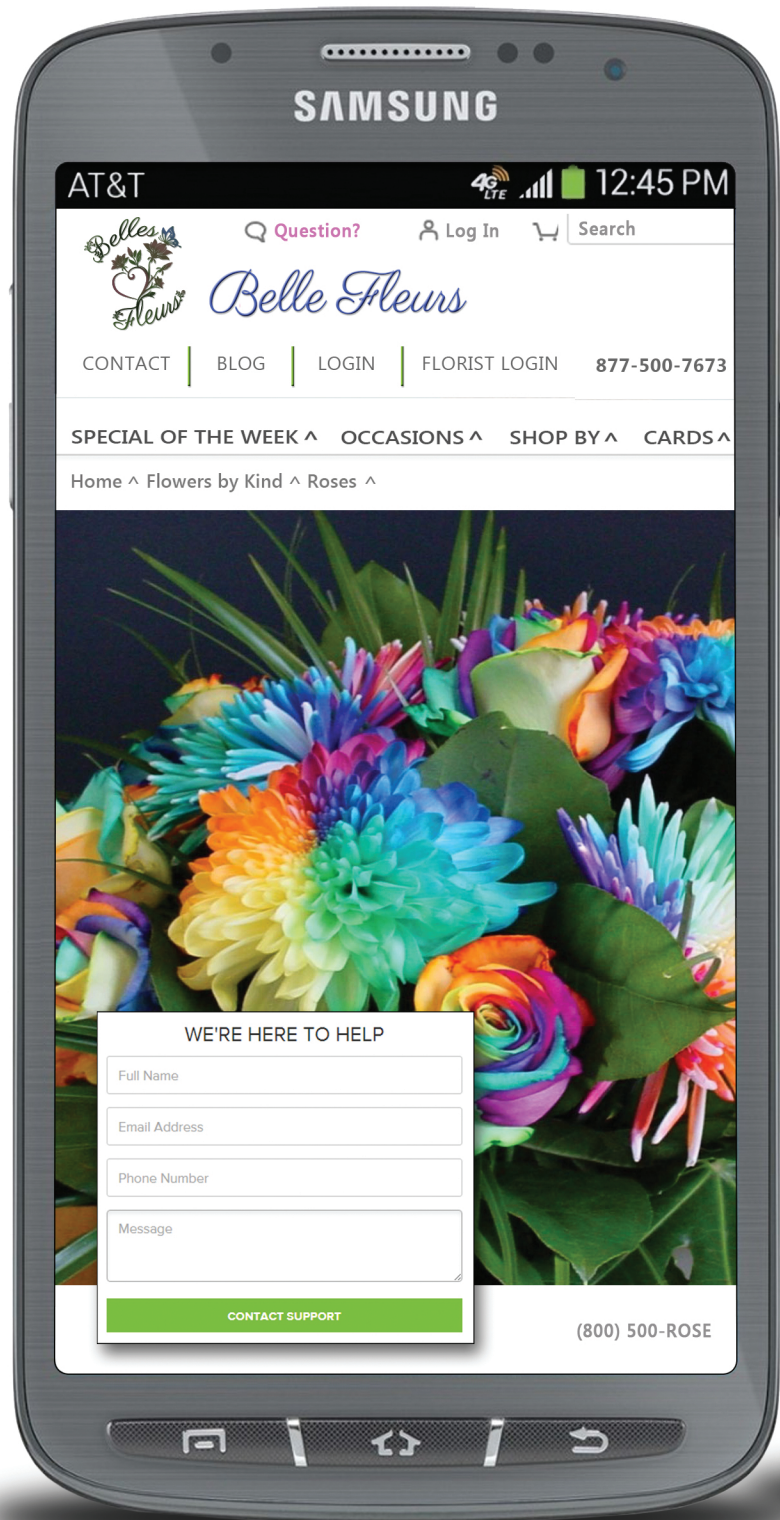 SAMSUNG
AT&T 4G LTE 12:45 PM
Question? Log In Search
Belles
Fleurs
Belle Fleurs
CONTACT BLOG LOGIN FLORIST LOGIN 877-500-7673
SPECIAL OF THE WEEK ^ OCCASIONS ^ SHOP BY ^ CARDS ^
Home ^ Flowers by Kind ^ Roses ^
WE'RE HERE TO HELP
Full Name
Email Address
Phone Number
Message
CONTACT SUPPORT
(800) 500-ROSE